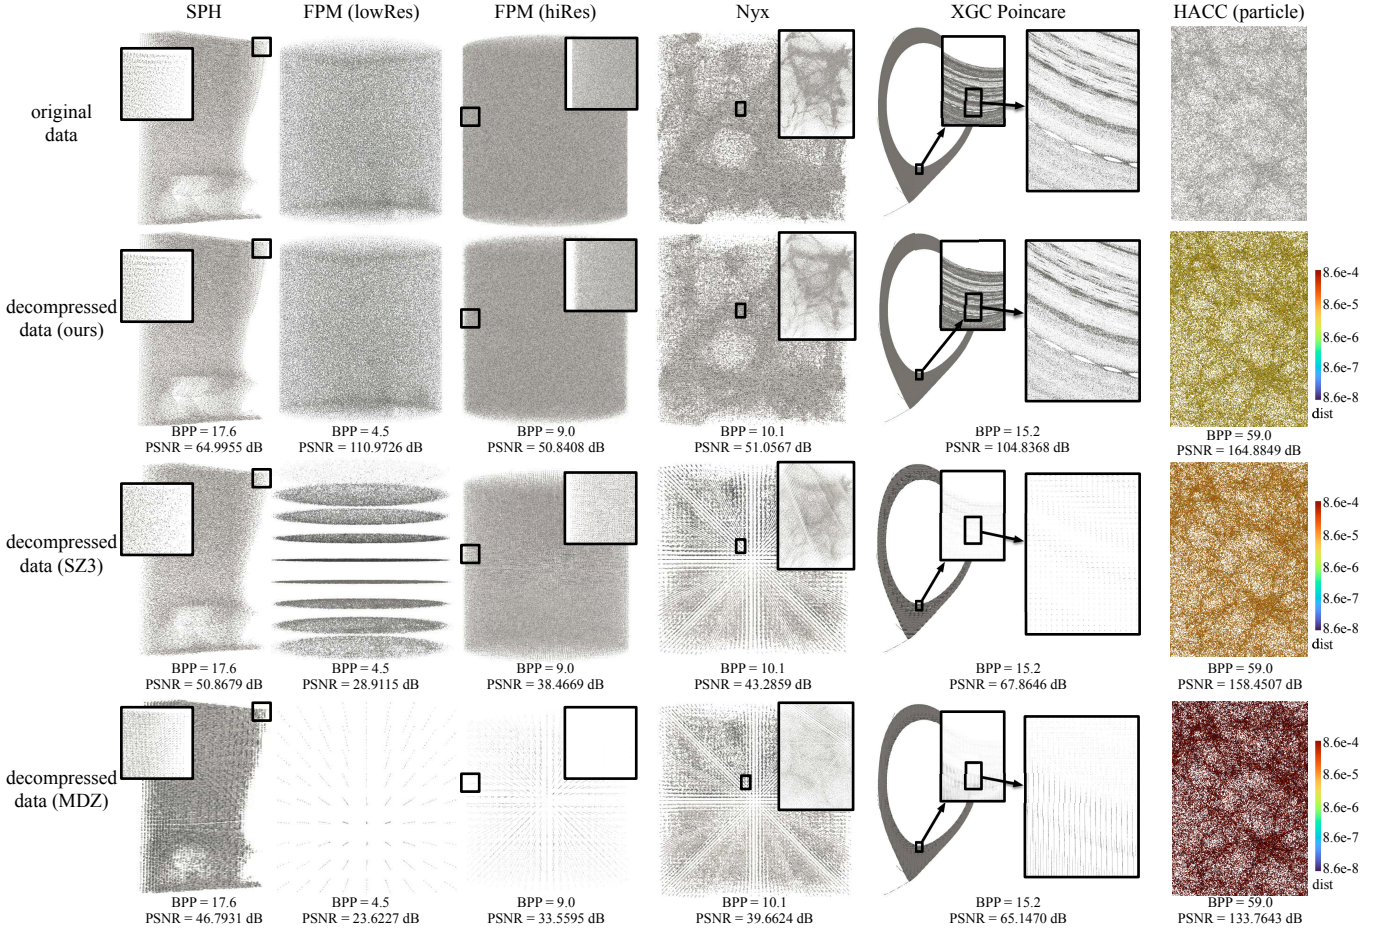 SPH
FPM (lowRes)
FPM (hiRes)
Nyx
XGC Poincare
HACC (particle)
original
data
decompressed
data (ours)
8.6e-4
8.6e-5
8.6e-6
8.6e-7
8.6e-8
dist
BPP = 17.6
PSNR = 64.9955 dB
BPP = 4.5
PSNR = 110.9726 dB
BPP = 9.0
PSNR = 50.8408 dB
BPP = 10.1
PSNR = 51.0567 dB
BPP = 15.2
PSNR = 104.8368 dB
BPP = 59.0
PSNR = 164.8849 dB
decompressed
data (SZ3)
8.6e-4
8.6e-5
8.6e-6
8.6e-7
8.6e-8
dist
BPP = 17.6
PSNR = 50.8679 dB
BPP = 4.5
PSNR = 28.9115 dB
BPP = 9.0
PSNR = 38.4669 dB
BPP = 10.1
PSNR = 43.2859 dB
BPP = 15.2
PSNR = 67.8646 dB
BPP = 59.0
PSNR = 158.4507 dB
decompressed
data (MDZ)
8.6e-4
8.6e-5
8.6e-6
8.6e-7
8.6e-8
dist
BPP = 17.6
PSNR = 46.7931 dB
BPP = 4.5
PSNR = 23.6227 dB
BPP = 9.0
PSNR = 33.5595 dB
BPP = 10.1
PSNR = 39.6624 dB
BPP = 15.2
PSNR = 65.1470 dB
BPP = 59.0
PSNR = 133.7643 dB